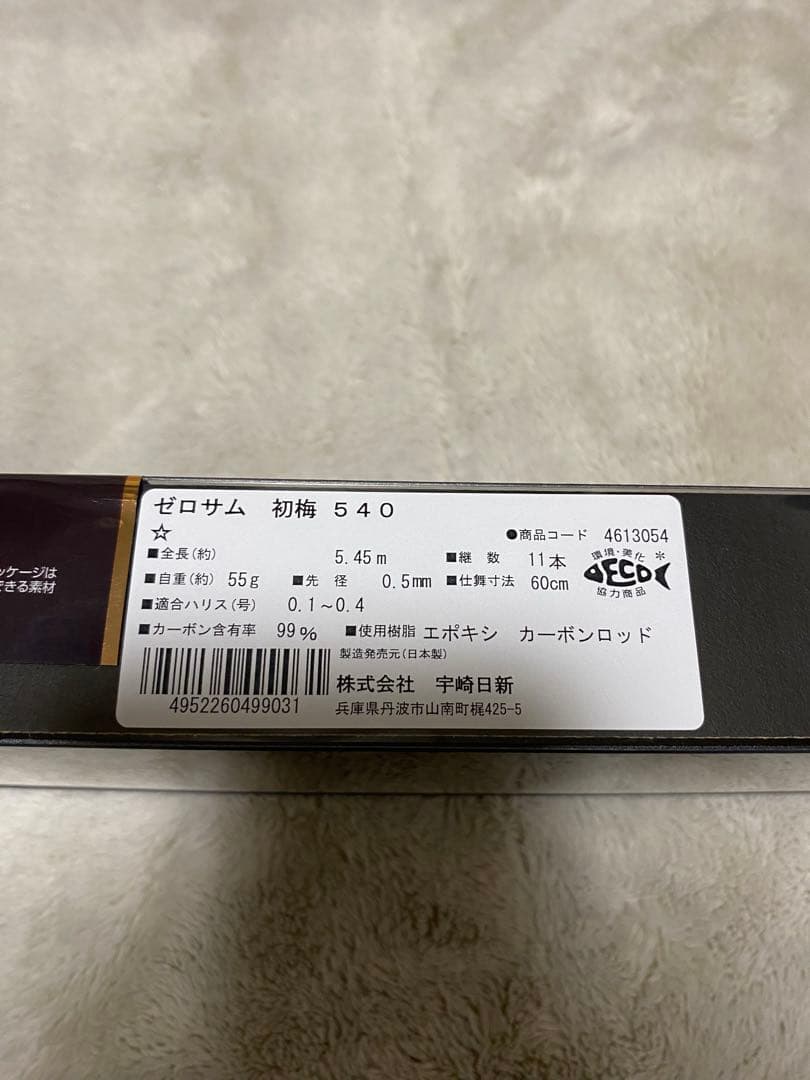 ゼロサム 初梅 540
☆
●商品コード 4613054
■全長(約) 5.45m ■継 数 11本
■自重(約) 55g ■先 径 0.5mm ■仕舞寸法 60cm
環境・美化
DECO
協力商品
■適合ハリス(号) 0.1～0.4
■カーボン含有率 99% ■使用樹脂 エポキシ カーボンロッド
製造発売元(日本製)
株式会社 宇崎日新
兵庫県丹波市山南町梶425-5
4952260499031
ッケージは
できる素材